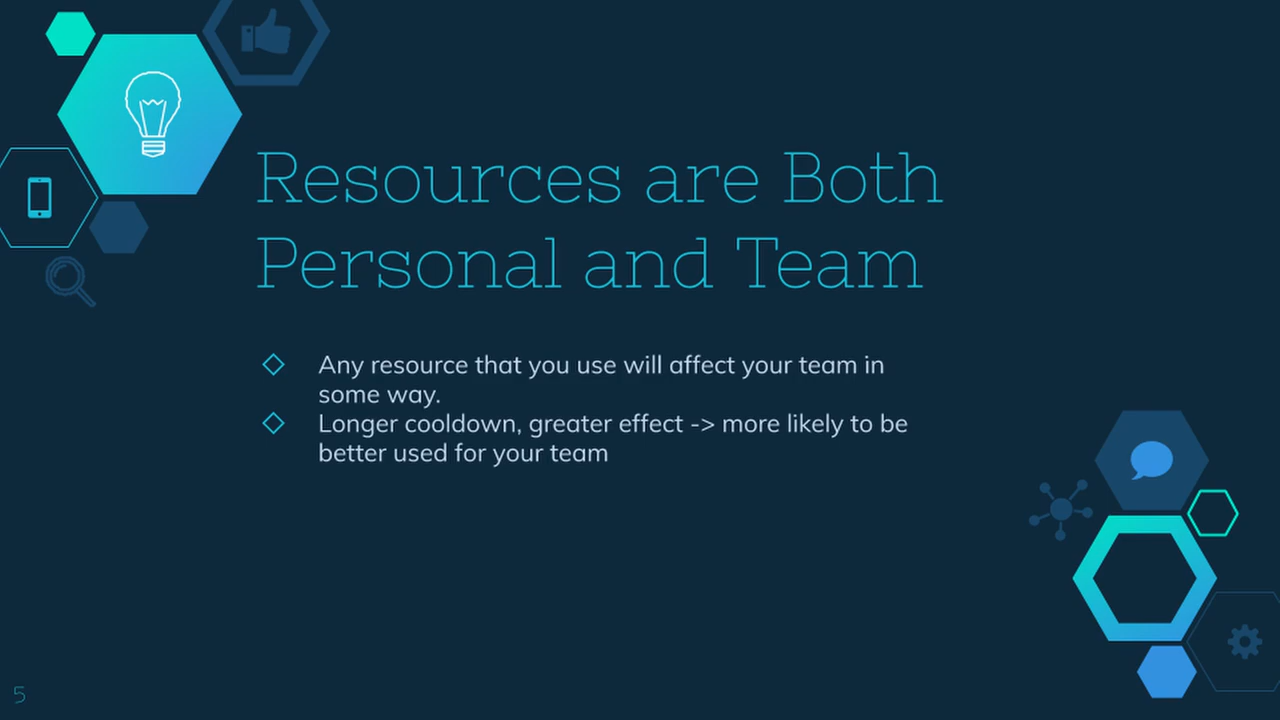 Resources are Both
Personal and Team
Any resource that you use will affect your team in
some way.
Longer cooldown, greater effect -> more likely to be
better used for your team
5